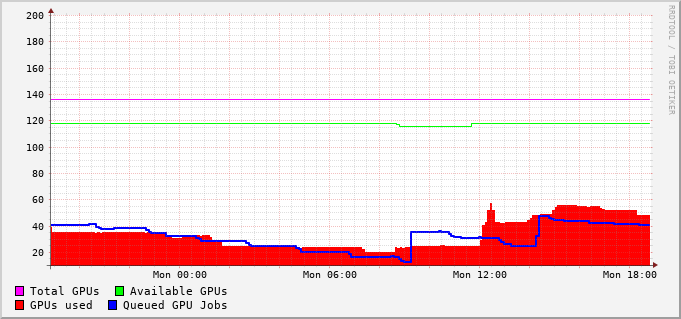 200
180
160
140
120
100
80
60
40
20
Mon 00:00 Mon 06:00 Mon 12:00 Mon 18:00
Total GPUs Available GPUs
GPUs used Queued GPU Jobs
RRDTOOL / TOBI OETIKER